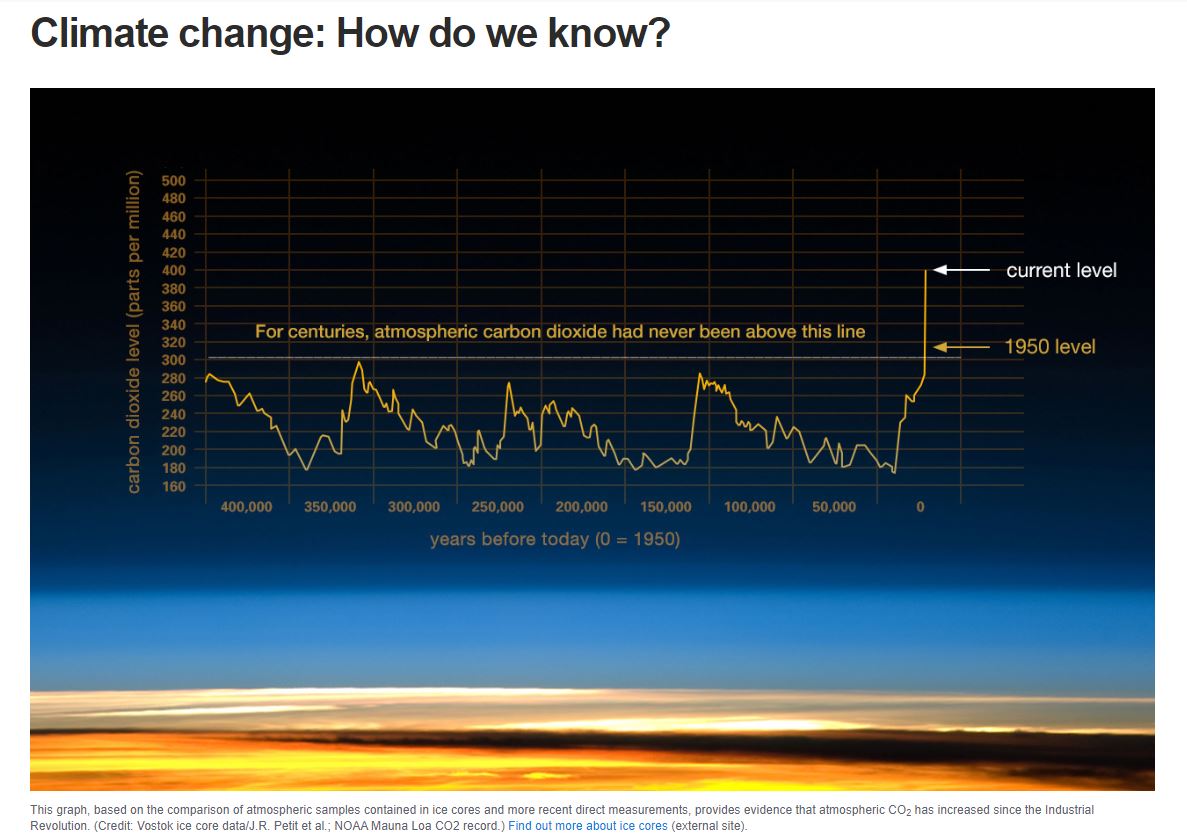 Climate change: How do we know?
carbon dioxide level (parts per million)
500
480
460
440
420
400
380
360
340
320
300
280
260
240
220
200
180
160
current level
For centuries, atmospheric carbon dioxide had never been above this line
1950 level
400,000 350,000 300,000 250,000 200,000 150,000 100,000 50,000 0
years before today (0 = 1950)
This graph, based on the comparison of atmospheric samples contained in ice cores and more recent direct measurements, provides evidence that atmospheric CO₂ has increased since the Industrial
Revolution. (Credit: Vostok ice core data/J.R. Petit et al.; NOAA Mauna Loa CO2 record.) Find out more about ice cores (external site).